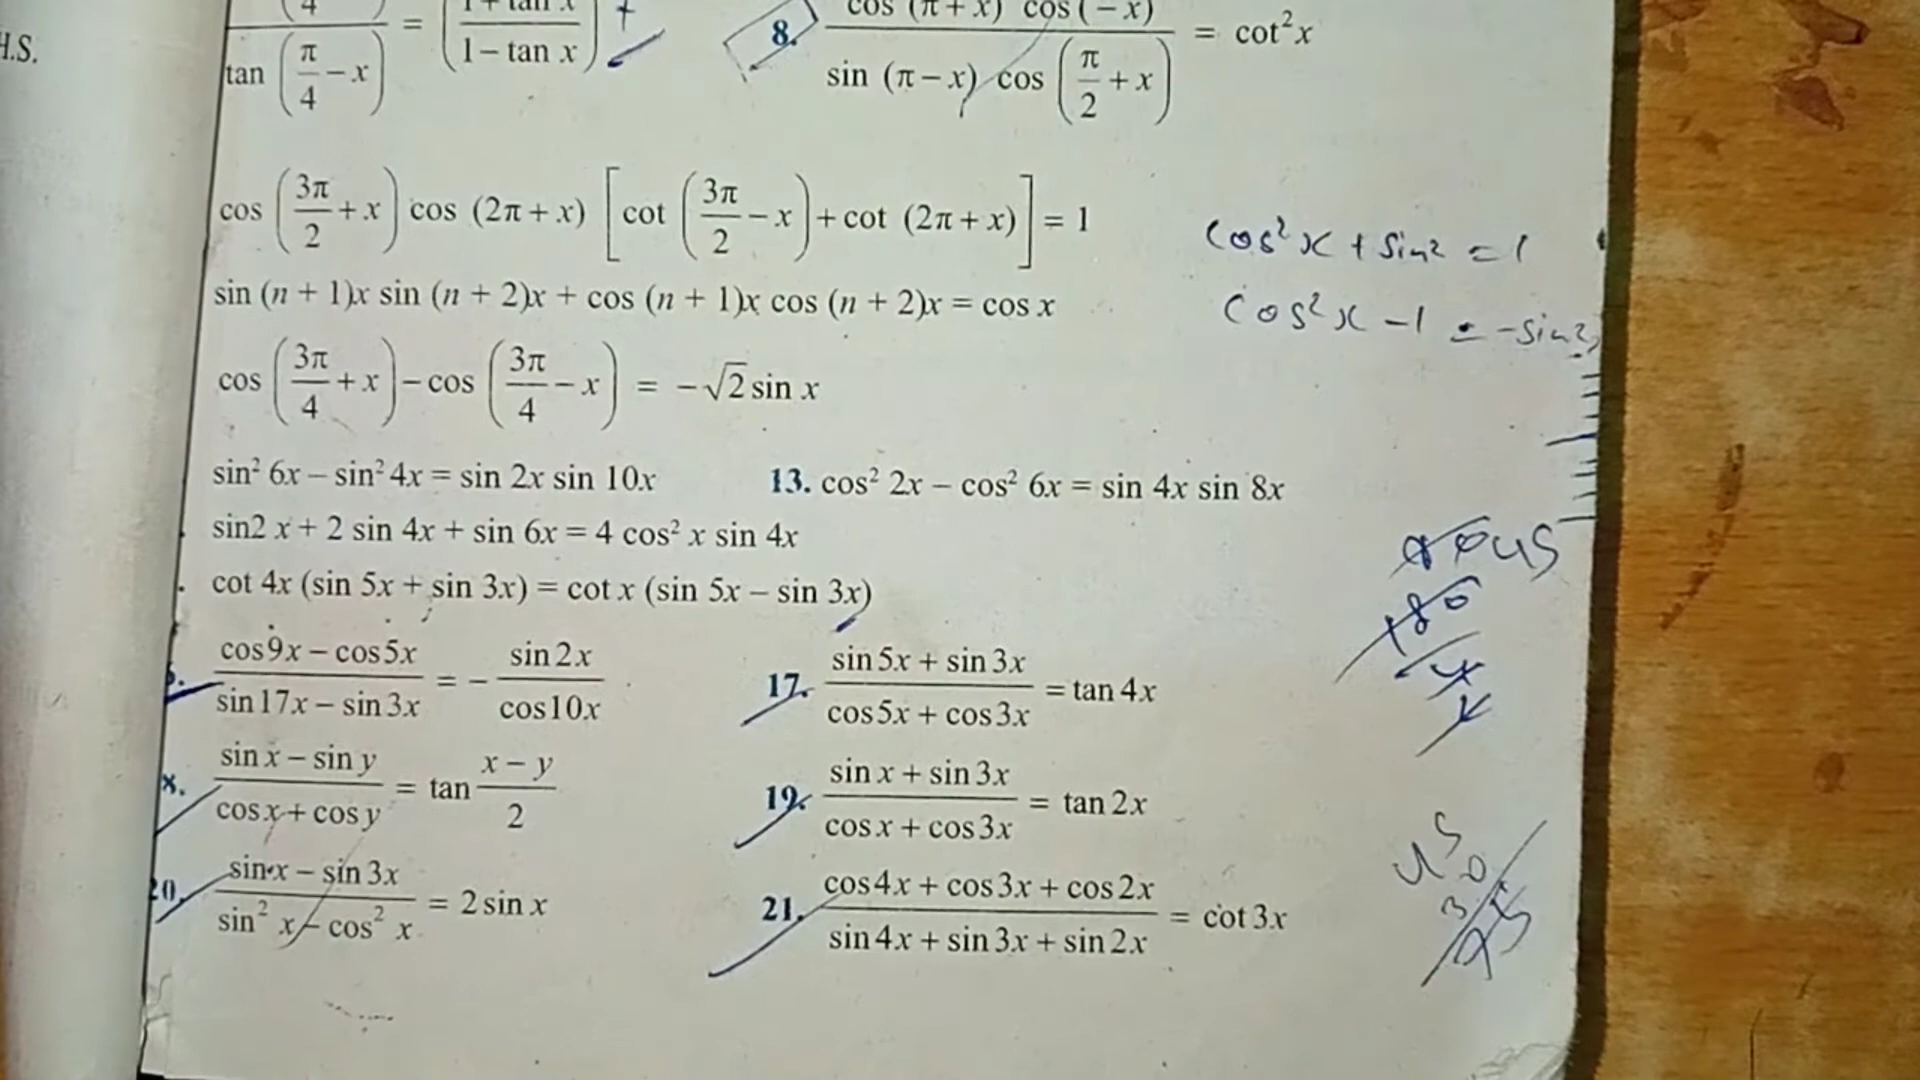 H.S.
tan (π/4 − x) = (1 + tan x / 1 − tan x)
8. cos (π + x) cos (−x) / sin (π − x) cos (π/2 + x) = cot² x
cos (3π/2 + x) cos (2π + x) [cot (3π/2 − x) + cot (2π + x)] = 1
cos² x + sin² = 1
sin (n + 1)x sin (n + 2)x + cos (n + 1)x cos (n + 2)x = cos x
cos² x − 1 = − sin²
cos (3π/4 + x) − cos (3π/4 − x) = −√2 sin x
sin² 6x − sin² 4x = sin 2x sin 10x
13. cos² 2x − cos² 6x = sin 4x sin 8x
sin2 x + 2 sin 4x + sin 6x = 4 cos² x sin 4x
cot 4x (sin 5x + sin 3x) = cot x (sin 5x − sin 3x)
cos 9x − cos 5x / sin 17x − sin 3x = − sin 2x / cos 10x
17. sin 5x + sin 3x / cos 5x + cos 3x = tan 4x
8. sin x − sin y / cos x + cos y = tan x − y / 2
19. sin x + sin 3x / cos x + cos 3x = tan 2x
20. sin x − sin 3x / sin² x − cos² x = 2 sin x
21. cos 4x + cos 3x + cos 2x / sin 4x + sin 3x + sin 2x = cot 3x